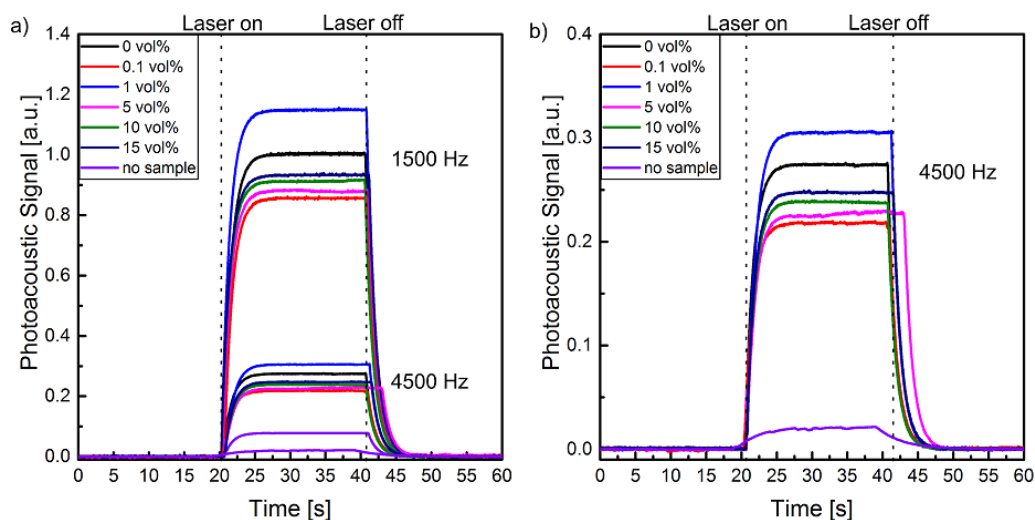 a)
Laser on
Laser off
1.4
1.2
1.0
0.8
0.6
0.4
0.2
0.0
Photoacoustic Signal [a.u.]
0 vol%
0.1 vol%
1 vol%
5 vol%
10 vol%
15 vol%
no sample
1500 Hz
4500 Hz
0 5 10 15 20 25 30 35 40 45 50 55 60
Time [s]
b)
Laser on
Laser off
0.4
0.3
0.2
0.1
0.0
Photoacoustic Signal [a.u.]
0 vol%
0.1 vol%
1 vol%
5 vol%
10 vol%
15 vol%
no sample
4500 Hz
0 5 10 15 20 25 30 35 40 45 50 55 60
Time [s]